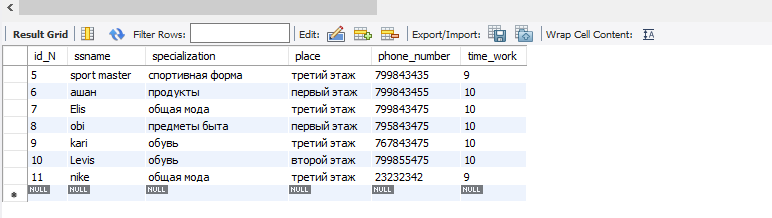 Result Grid Filter Rows: Edit: Export/Import: Wrap Cell Content: IA
id_N ssname specialization place phone_number time_work
5 sport master спортивная форма третий этаж 799843435 9
6 ашан продукты первый этаж 799843455 10
7 Elis общая мода третий этаж 799843475 10
8 obi предметы быта первый этаж 795843475 10
9 kari обувь третий этаж 767843475 10
10 Levis обувь второй этаж 799855475 10
11 nike общая мода третий этаж 23232342 9
NULL NULL NULL NULL NULL NULL